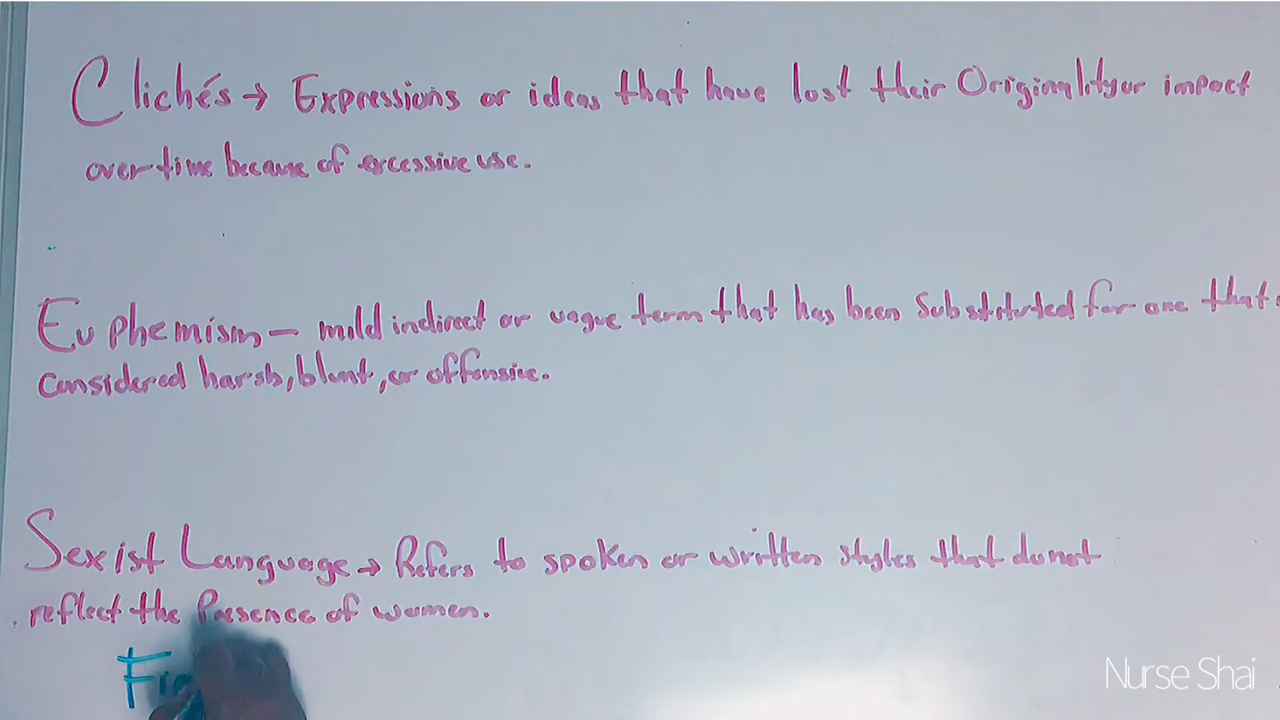 Clichés → Expressions or ideas that have lost their Originality or impact
over time because of excessive use.
Euphemism – mild indirect or vague term that has been substituted for one that
considered harsh, blunt, or offensive.
Sexist Language → Refers to spoken or written styles that do not
reflect the Presence of women.
Nurse Shai